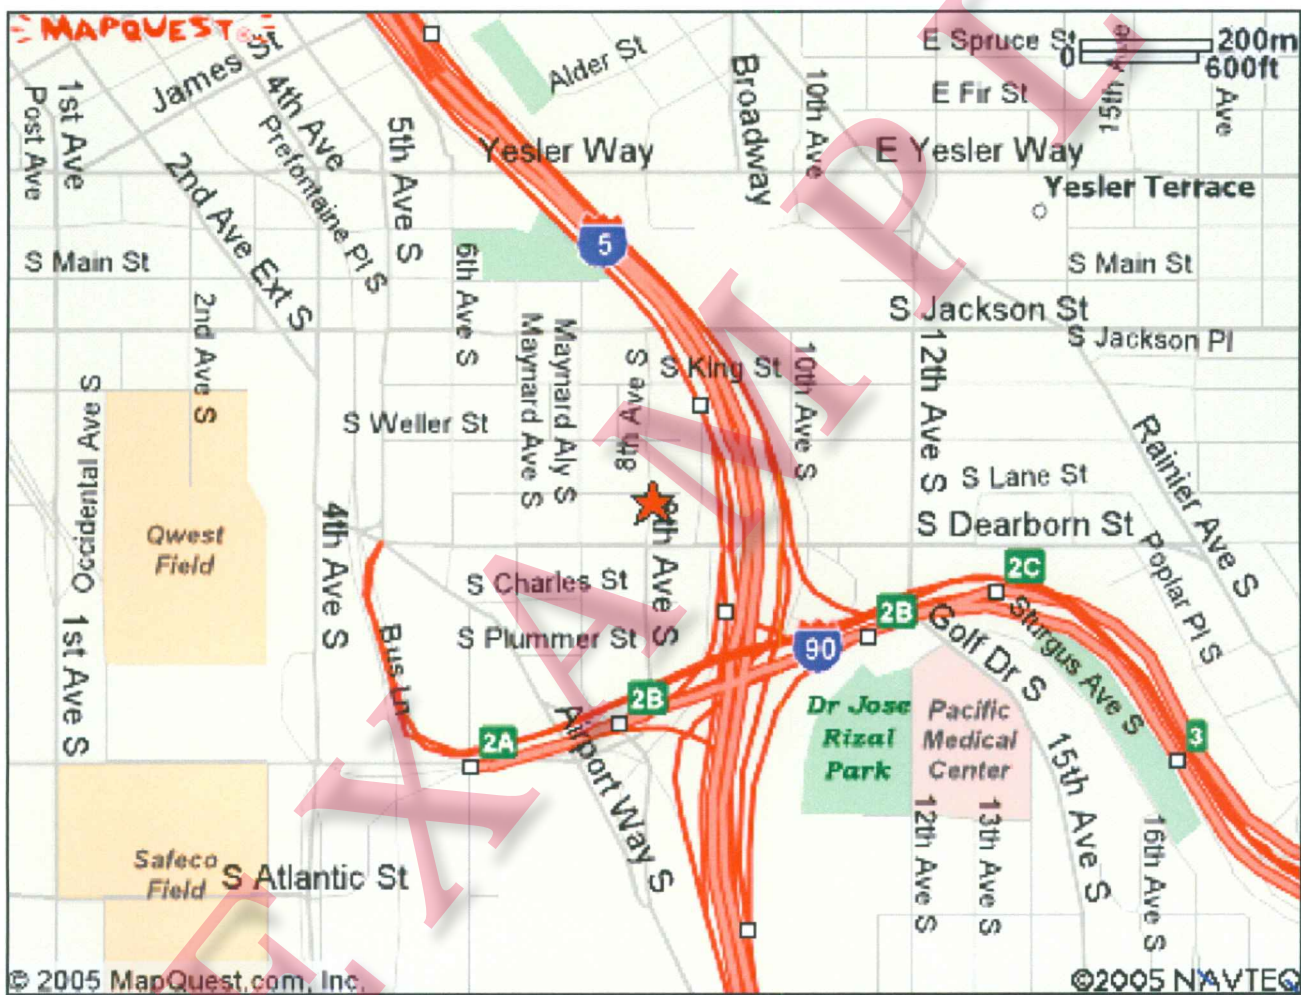 MAPQUEST
E Spruce St
0
200m
600ft
James St
Alder St
1st Ave
Post Ave
4th Ave
Prefontaine Pl S
5th Ave S
Broadway
10th Ave
E Fir St
15th Ave
Ave
2nd Ave Ext S
Yesler Way
E Yesler Way
Yesler Terrace
5
S Main St
6th Ave S
S Main St
2nd Ave S
S Jackson St
S Jackson Pl
Maynard Ave S
Maynard Aly S
8th Ave S
S King St
10th Ave S
12th Ave S
Occidental Ave S
S Weller St
Rainier Ave S
S Lane St
Qwest
Field
4th Ave S
S Dearborn St
Poplar Pl S
S Charles St
8th Ave S
2C
2B
1st Ave S
S Plummer St
90
Golf Dr S
Sturgus Ave S
Bus Ln
2B
2A
Airport Way S
Dr Jose
Rizal
Park
Pacific
Medical
Center
3
15th Ave S
12th Ave S
13th Ave S
16th Ave S
Safeco
Field
S Atlantic St
© 2005 MapQuest.com, Inc.
©2005 NAVTEQ
EXAMPL